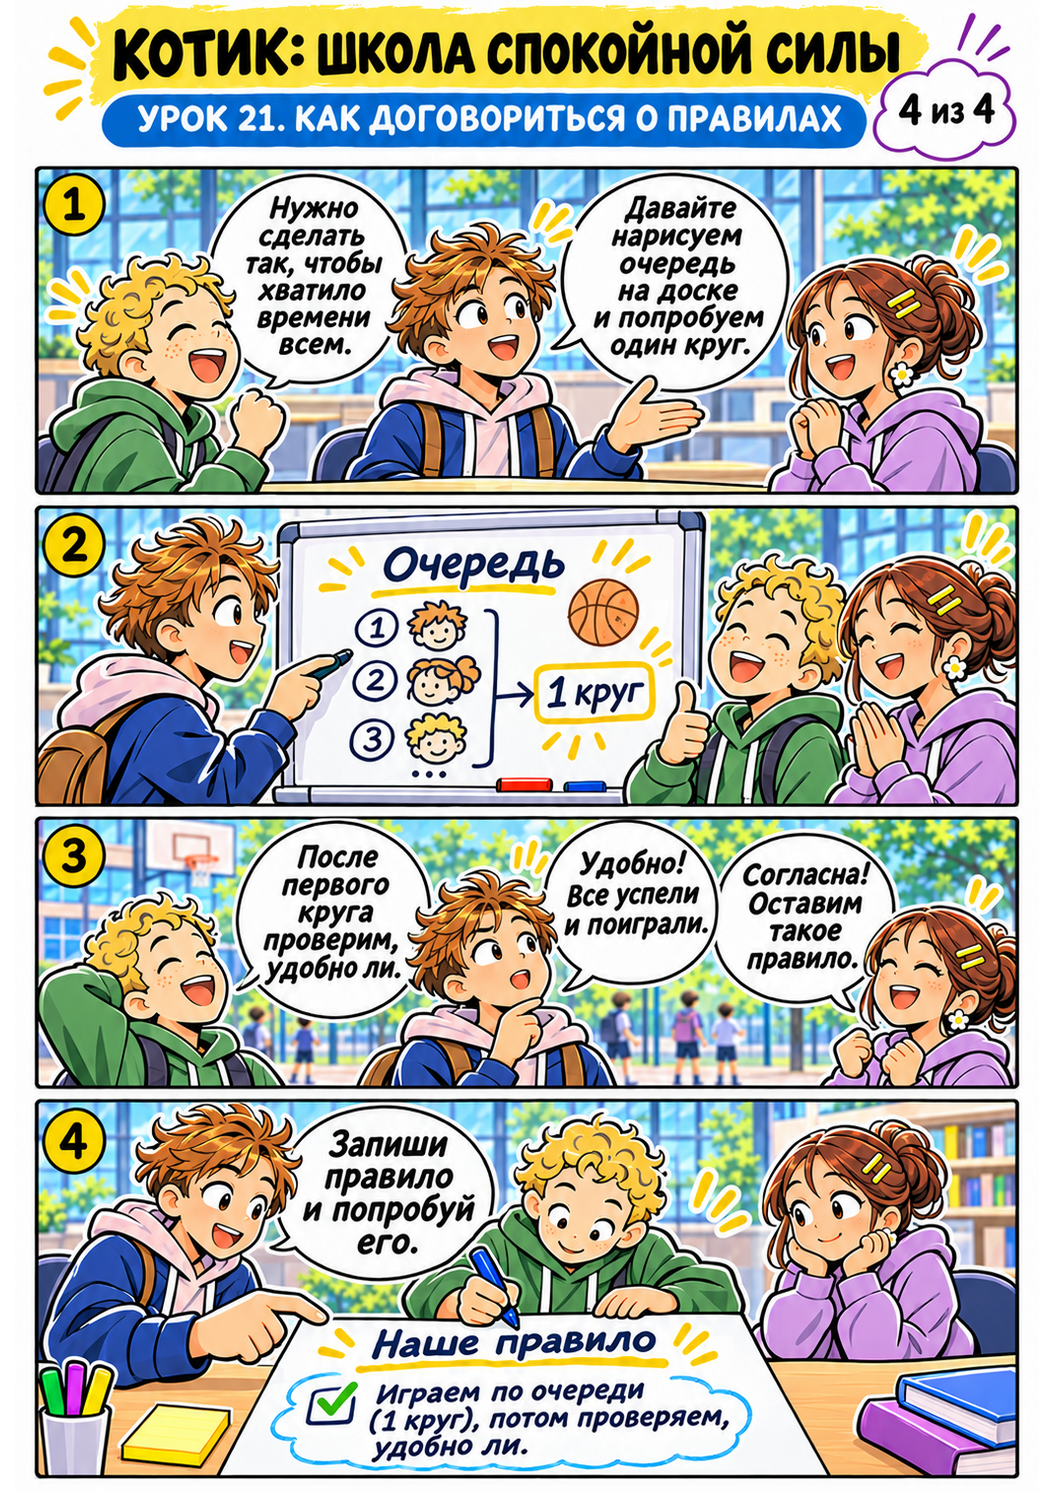 КОТИК: ШКОЛА СПОКОЙНОЙ СИЛЫ
УРОК 21. КАК ДОГОВОРИТЬСЯ О ПРАВИЛАХ
4 из 4
1
Нужно
сделать
так, чтобы
хватило
времени
всем.
Давайте
нарисуем
очередь
на доске
и попробуем
один круг.
2
Очередь
1
2
3
...
1 круг
3
После
первого
круга
проверим,
удобно ли.
Удобно!
Все успели
и поиграли.
Согласна!
Оставим
такое
правило.
4
Запиши
правило
и попробуй
его.
Наше правило
Играем по очереди
(1 круг), потом проверяем,
удобно ли.